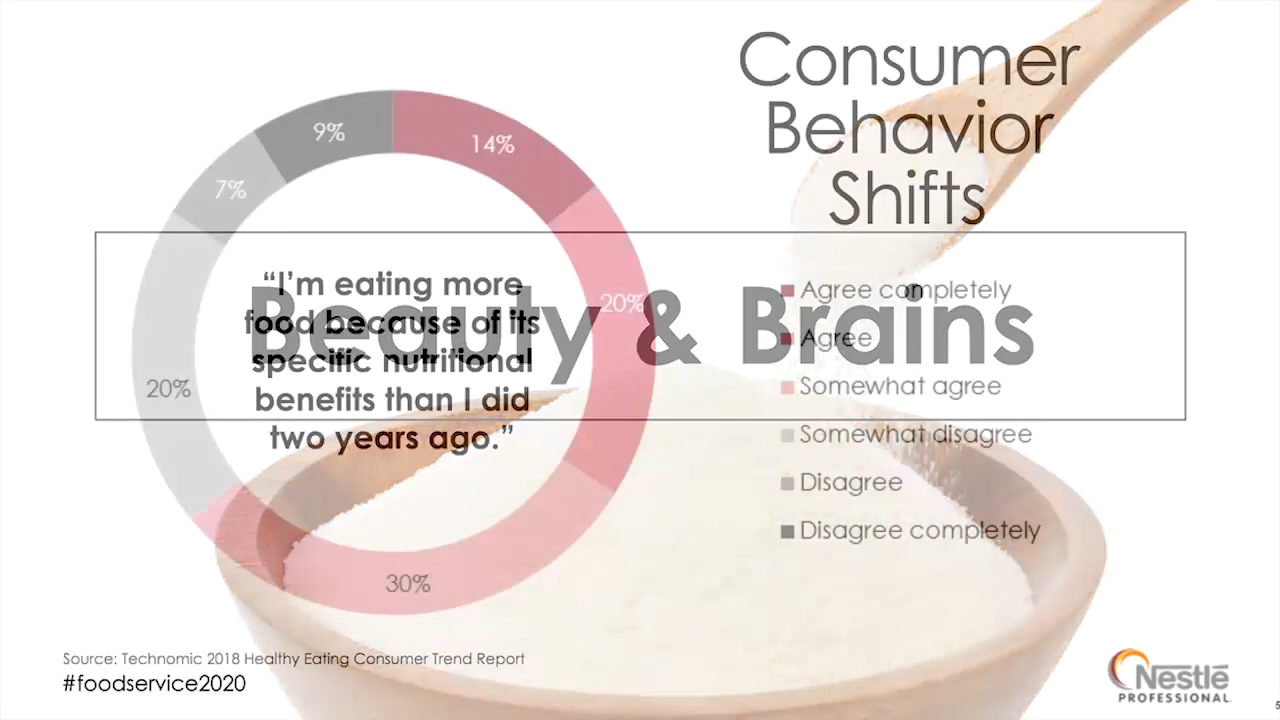 Consumer
Behavior
Shifts
9%
14%
7%
20%
20%
30%
“I’m eating more
food because of its
specific nutritional
benefits than I did
two years ago.”
Beauty & Brains
Agree completely
Agree
Somewhat agree
Somewhat disagree
Disagree
Disagree completely
Source: Technomic 2018 Healthy Eating Consumer Trend Report
#foodservice2020
Nestlé
PROFESSIONAL.
5